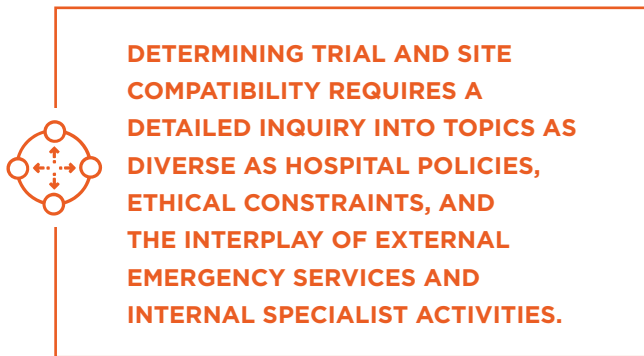 DETERMINING TRIAL AND SITE
COMPATIBILITY REQUIRES A
DETAILED INQUIRY INTO TOPICS AS
DIVERSE AS HOSPITAL POLICIES,
ETHICAL CONSTRAINTS, AND
THE INTERPLAY OF EXTERNAL
EMERGENCY SERVICES AND
INTERNAL SPECIALIST ACTIVITIES.